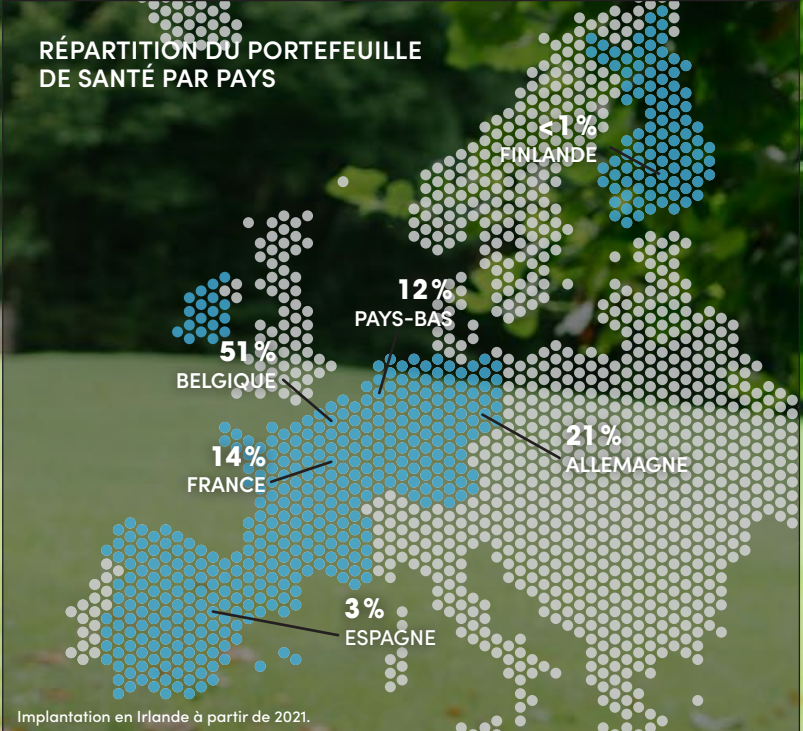 RÉPARTITION DU PORTEFEUILLE
DE SANTÉ PAR PAYS
<1%
FINLANDE
12%
PAYS-BAS
51%
BELGIQUE
21%
ALLEMAGNE
14%
FRANCE
3%
ESPAGNE
Implantation en Irlande à partir de 2021.